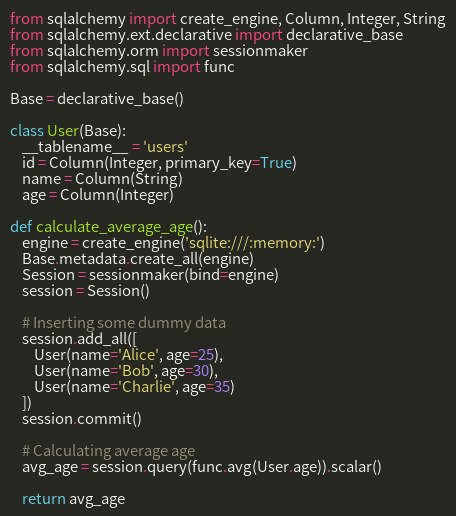 from sqlalchemy import create_engine, Column, Integer, String
from sqlalchemy.ext.declarative import declarative_base
from sqlalchemy.orm import sessionmaker
from sqlalchemy.sql import func

Base = declarative_base()

class User(Base):
    __tablename__ = 'users'
    id = Column(Integer, primary_key=True)
    name = Column(String)
    age = Column(Integer)

def calculate_average_age():
    engine = create_engine('sqlite:///:memory:')
    Base.metadata.create_all(engine)
    Session = sessionmaker(bind=engine)
    session = Session()

    # Inserting some dummy data
    session.add_all([
        User(name='Alice', age=25),
        User(name='Bob', age=30),
        User(name='Charlie', age=35)
    ])
    session.commit()

    # Calculating average age
    avg_age = session.query(func.avg(User.age)).scalar()

    return avg_age